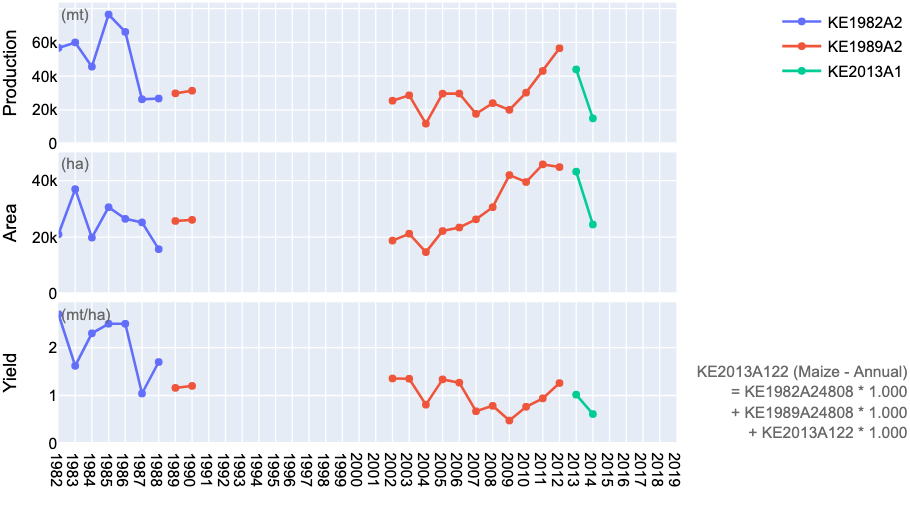 (mt)
Production
60k
40k
20k
0
(ha)
Area
40k
20k
0
(mt/ha)
Yield
2
1
0
1982
1983
1984
1985
1986
1987
1988
1989
1990
1991
1992
1993
1994
1995
1996
1997
1998
1999
2000
2001
2002
2003
2004
2005
2006
2007
2008
2009
2010
2011
2012
2013
2014
2015
2016
2017
2018
2019
KE1982A2
KE1989A2
KE2013A1
KE2013A122 (Maize - Annual)
= KE1982A24808 * 1.000
+ KE1989A24808 * 1.000
+ KE2013A122 * 1.000